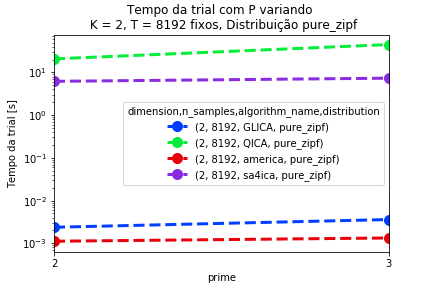 Tempo da trial com P variando
K = 2, T = 8192 fixos, Distribuição pure_zipf
Tempo da trial [s]
10¹
10⁰
10⁻¹
10⁻²
10⁻³
dimension,n_samples,algorithm_name,distribution
(2, 8192, GLICA, pure_zipf)
(2, 8192, QICA, pure_zipf)
(2, 8192, america, pure_zipf)
(2, 8192, sa4ica, pure_zipf)
2
3
prime